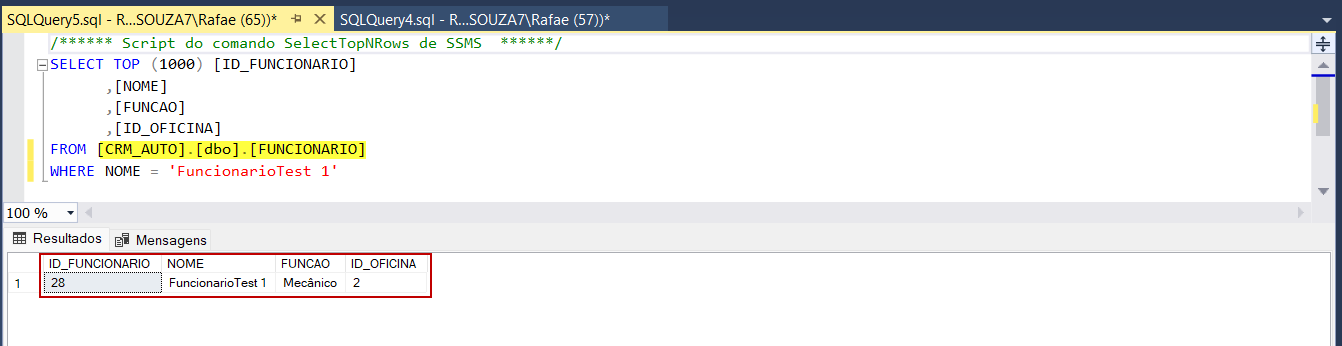 SQLQuery5.sql - R...SOUZA7\Rafae (65))* SQLQuery4.sql - R...SOUZA7\Rafae (57))*
/****** Script do comando SelectTopNRows de SSMS  ******/
SELECT TOP (1000) [ID_FUNCIONARIO]
,[NOME]
,[FUNCAO]
,[ID_OFICINA]
FROM [CRM_AUTO].[dbo].[FUNCIONARIO]
WHERE NOME = 'FuncionarioTest 1'
100 %
Resultados Mensagens
ID_FUNCIONARIO NOME FUNCAO ID_OFICINA
1 28 FuncionarioTest 1 Mecânico 2